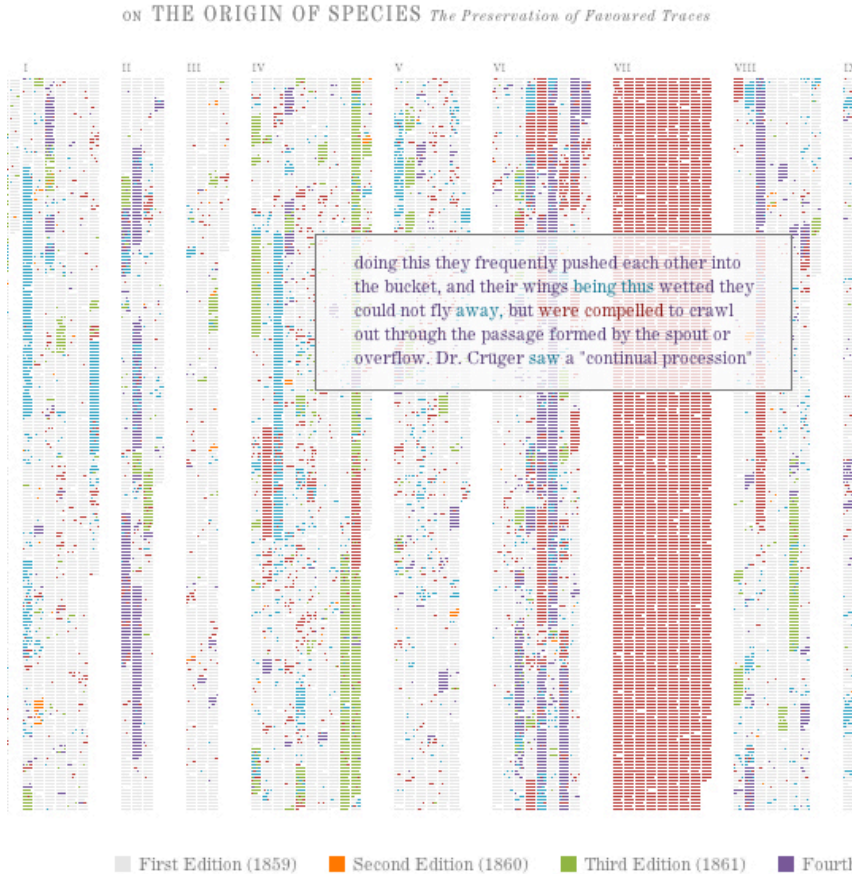 ON THE ORIGIN OF SPECIES The Preservation of Favoured Traces
I II III IV V VI VII VIII IX
doing this they frequently pushed each other into
the bucket, and their wings being thus wetted they
could not fly away, but were compelled to crawl
out through the passage formed by the spout or
overflow. Dr. Crüger saw a "continual procession"
First Edition (1859) Second Edition (1860) Third Edition (1861) Fourth